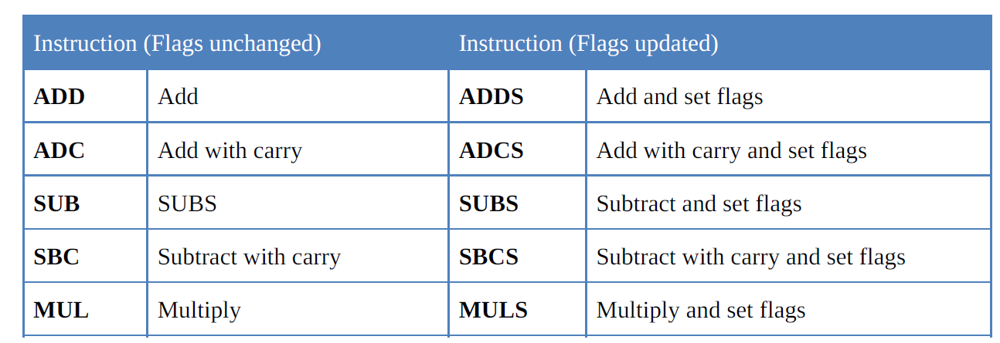 Instruction (Flags unchanged) Instruction (Flags updated)
ADD Add ADDS Add and set flags
ADC Add with carry ADCS Add with carry and set flags
SUB SUBS SUBS Subtract and set flags
SBC Subtract with carry SBCS Subtract with carry and set flags
MUL Multiply MULS Multiply and set flags